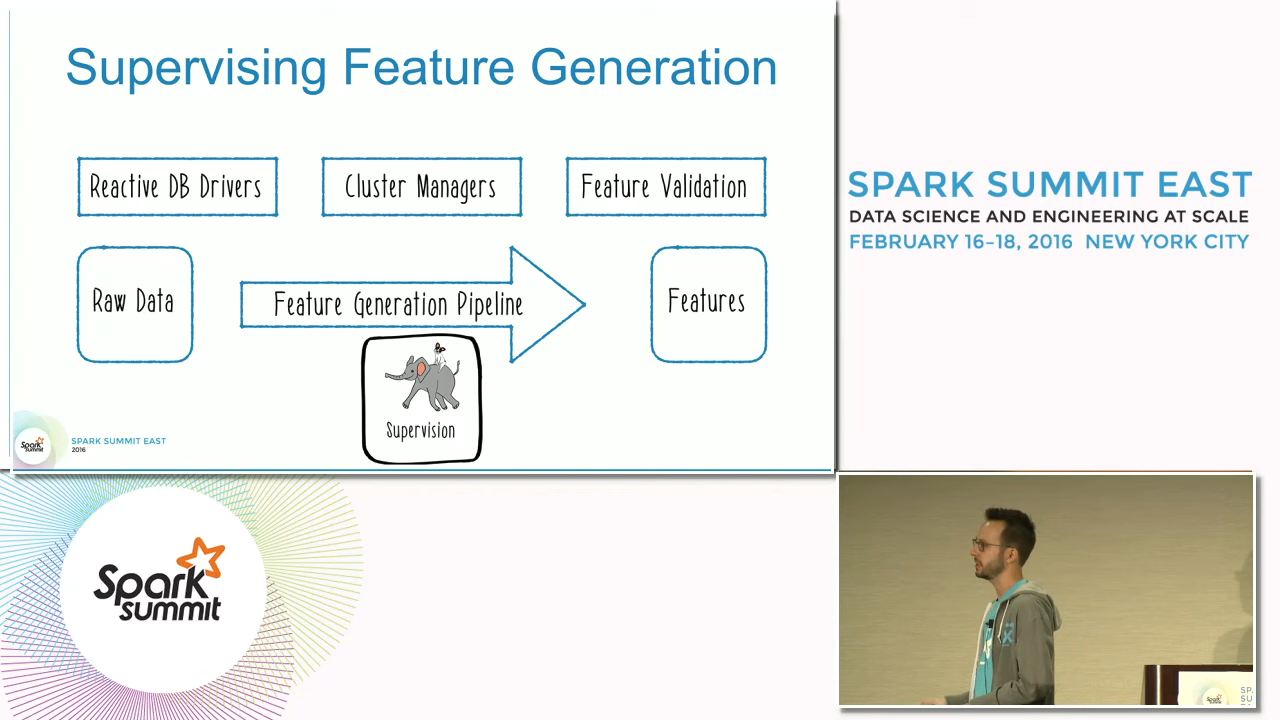 Supervising Feature Generation
Reactive DB Drivers
Cluster Managers
Feature Validation
Raw Data
Feature Generation Pipeline
Features
Supervision
Spark
summit
SPARK SUMMIT EAST
2016
SPARK SUMMIT EAST
DATA SCIENCE AND ENGINEERING AT SCALE
FEBRUARY 16–18, 2016 NEW YORK CITY
Spark
summit